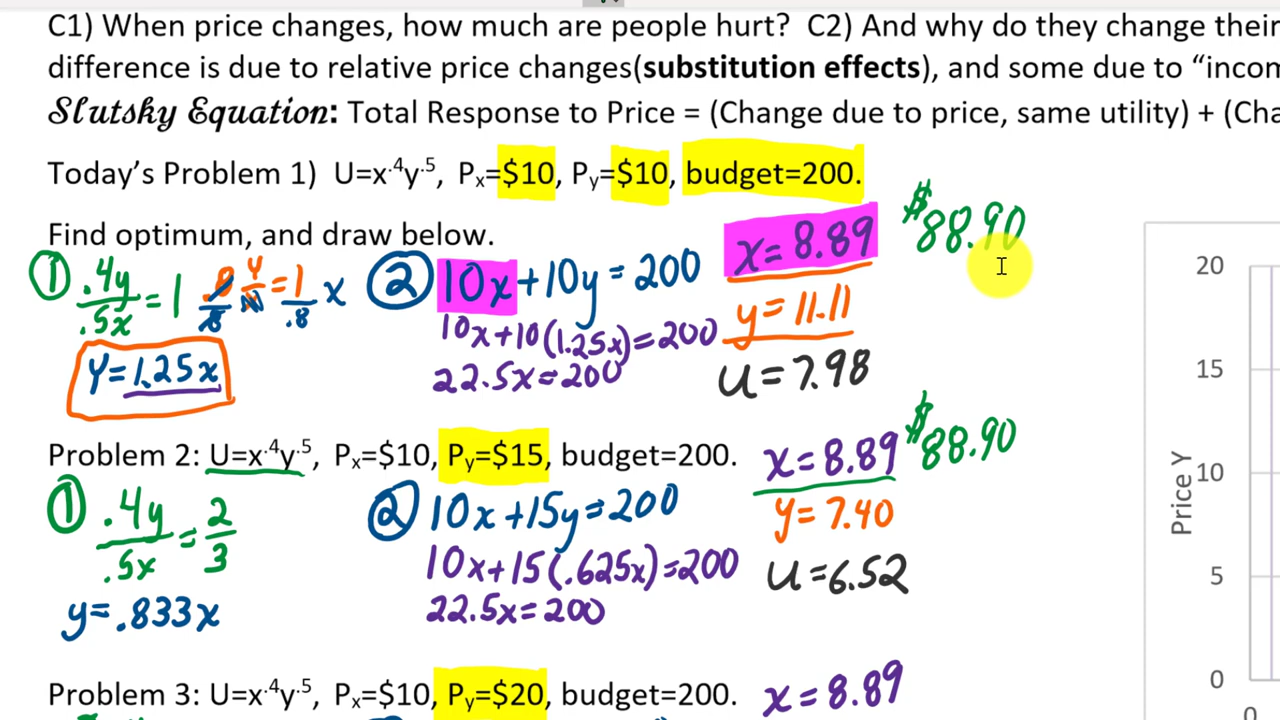 C1) When price changes, how much are people hurt? C2) And why do they change their
difference is due to relative price changes(substitution effects), and some due to “incom
Slutsky Equation: Total Response to Price = (Change due to price, same utility) + (Cha
Today’s Problem 1) U=x^.4y^.5, Px=$10, Py=$10, budget=200.
Find optimum, and draw below.
① .4y/.5x = 1
= 1/.8 x
Y=1.25x
② 10x+10y=200
10x+10(1.25x)=200
22.5x=200
x=8.89 $88.90
y=11.11
u=7.98
Problem 2: U=x^.4y^.5, Px=$10, Py=$15, budget=200.
x=8.89 $88.90
y=7.40
u=6.52
① .4y/.5x = 2/3
y=.833x
② 10x+15y=200
10x+15(.625x)=200
22.5x=200
Problem 3: U=x^.4y^.5, Px=$10, Py=$20, budget=200.
x=8.89
Price Y
20
15
10
5
0
0